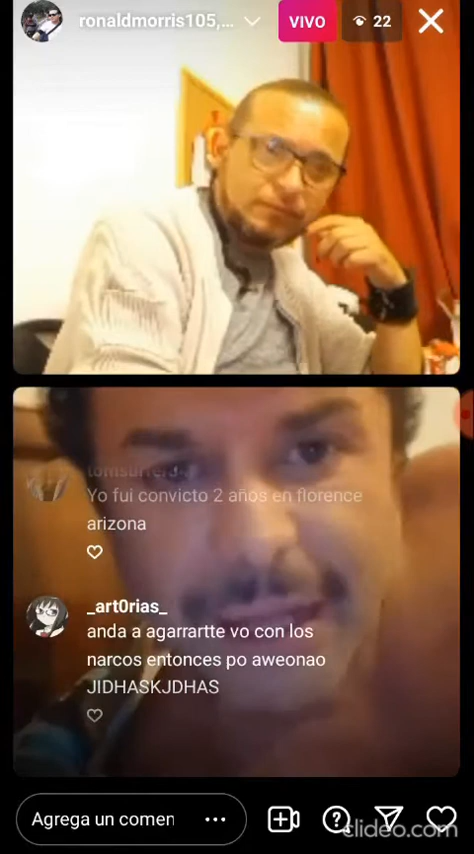 ronaldmorris105,...
VIVO
22
Yo fui convicto 2 años en florence
arizona
_art0rias_
anda a agarrartte vo con los
narcos entonces po aweonao
JIDHASKJDHAS
Agrega un comen
clideo.com